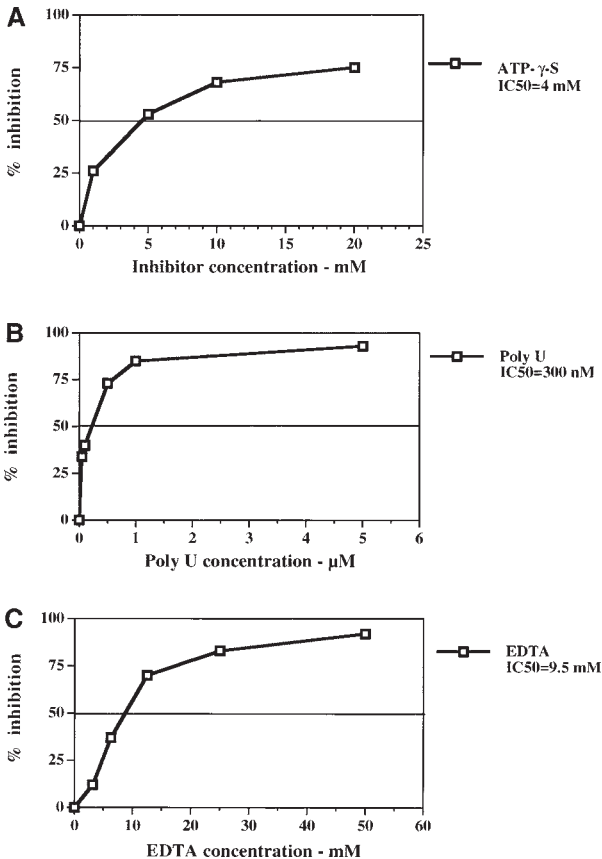 A
100
75
50
25
0
% inhibition
0 5 10 15 20 25
Inhibitor concentration - mM
ATP-γ-S
IC50=4 mM
B
100
75
50
25
0
% inhibition
0 1 2 3 4 5 6
Poly U concentration - µM
Poly U
IC50=300 nM
C
100
75
50
25
0
% inhibition
0 10 20 30 40 50 60
EDTA concentration - mM
EDTA
IC50=9.5 mM